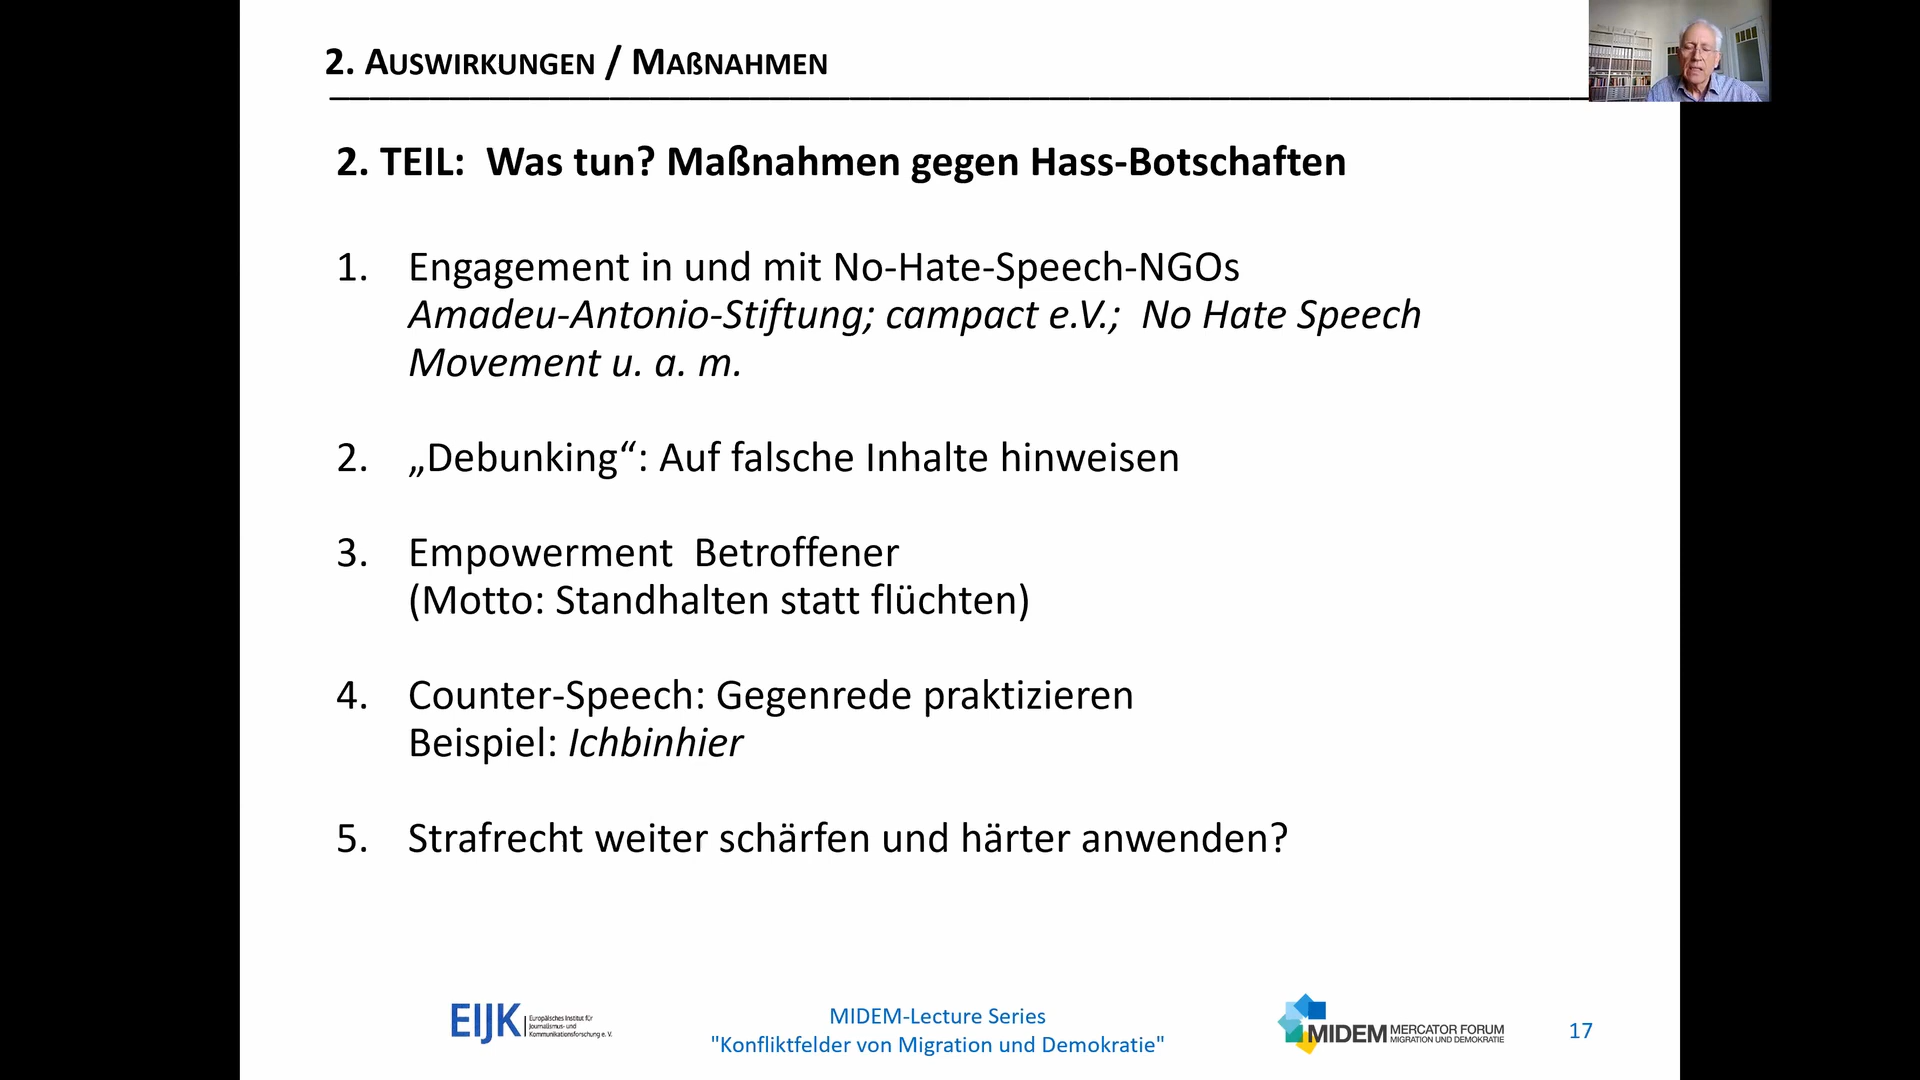 2. AUSWIRKUNGEN / MAßNAHMEN
2. TEIL: Was tun? Maßnahmen gegen Hass-Botschaften
1. Engagement in und mit No-Hate-Speech-NGOs
Amadeu-Antonio-Stiftung; campact e.V.; No Hate Speech
Movement u. a. m.
2. „Debunking“: Auf falsche Inhalte hinweisen
3. Empowerment Betroffener
(Motto: Standhalten statt flüchten)
4. Counter-Speech: Gegenrede praktizieren
Beispiel: Ichbinhier
5. Strafrecht weiter schärfen und härter anwenden?
EIJK
Europäisches Institut für
Journalismus- und
Kommunikationsforschung e. V.
MIDEM-Lecture Series
"Konfliktfelder von Migration und Demokratie"
MIDEM
MERCATOR FORUM
MIGRATION UND DEMOKRATIE
17